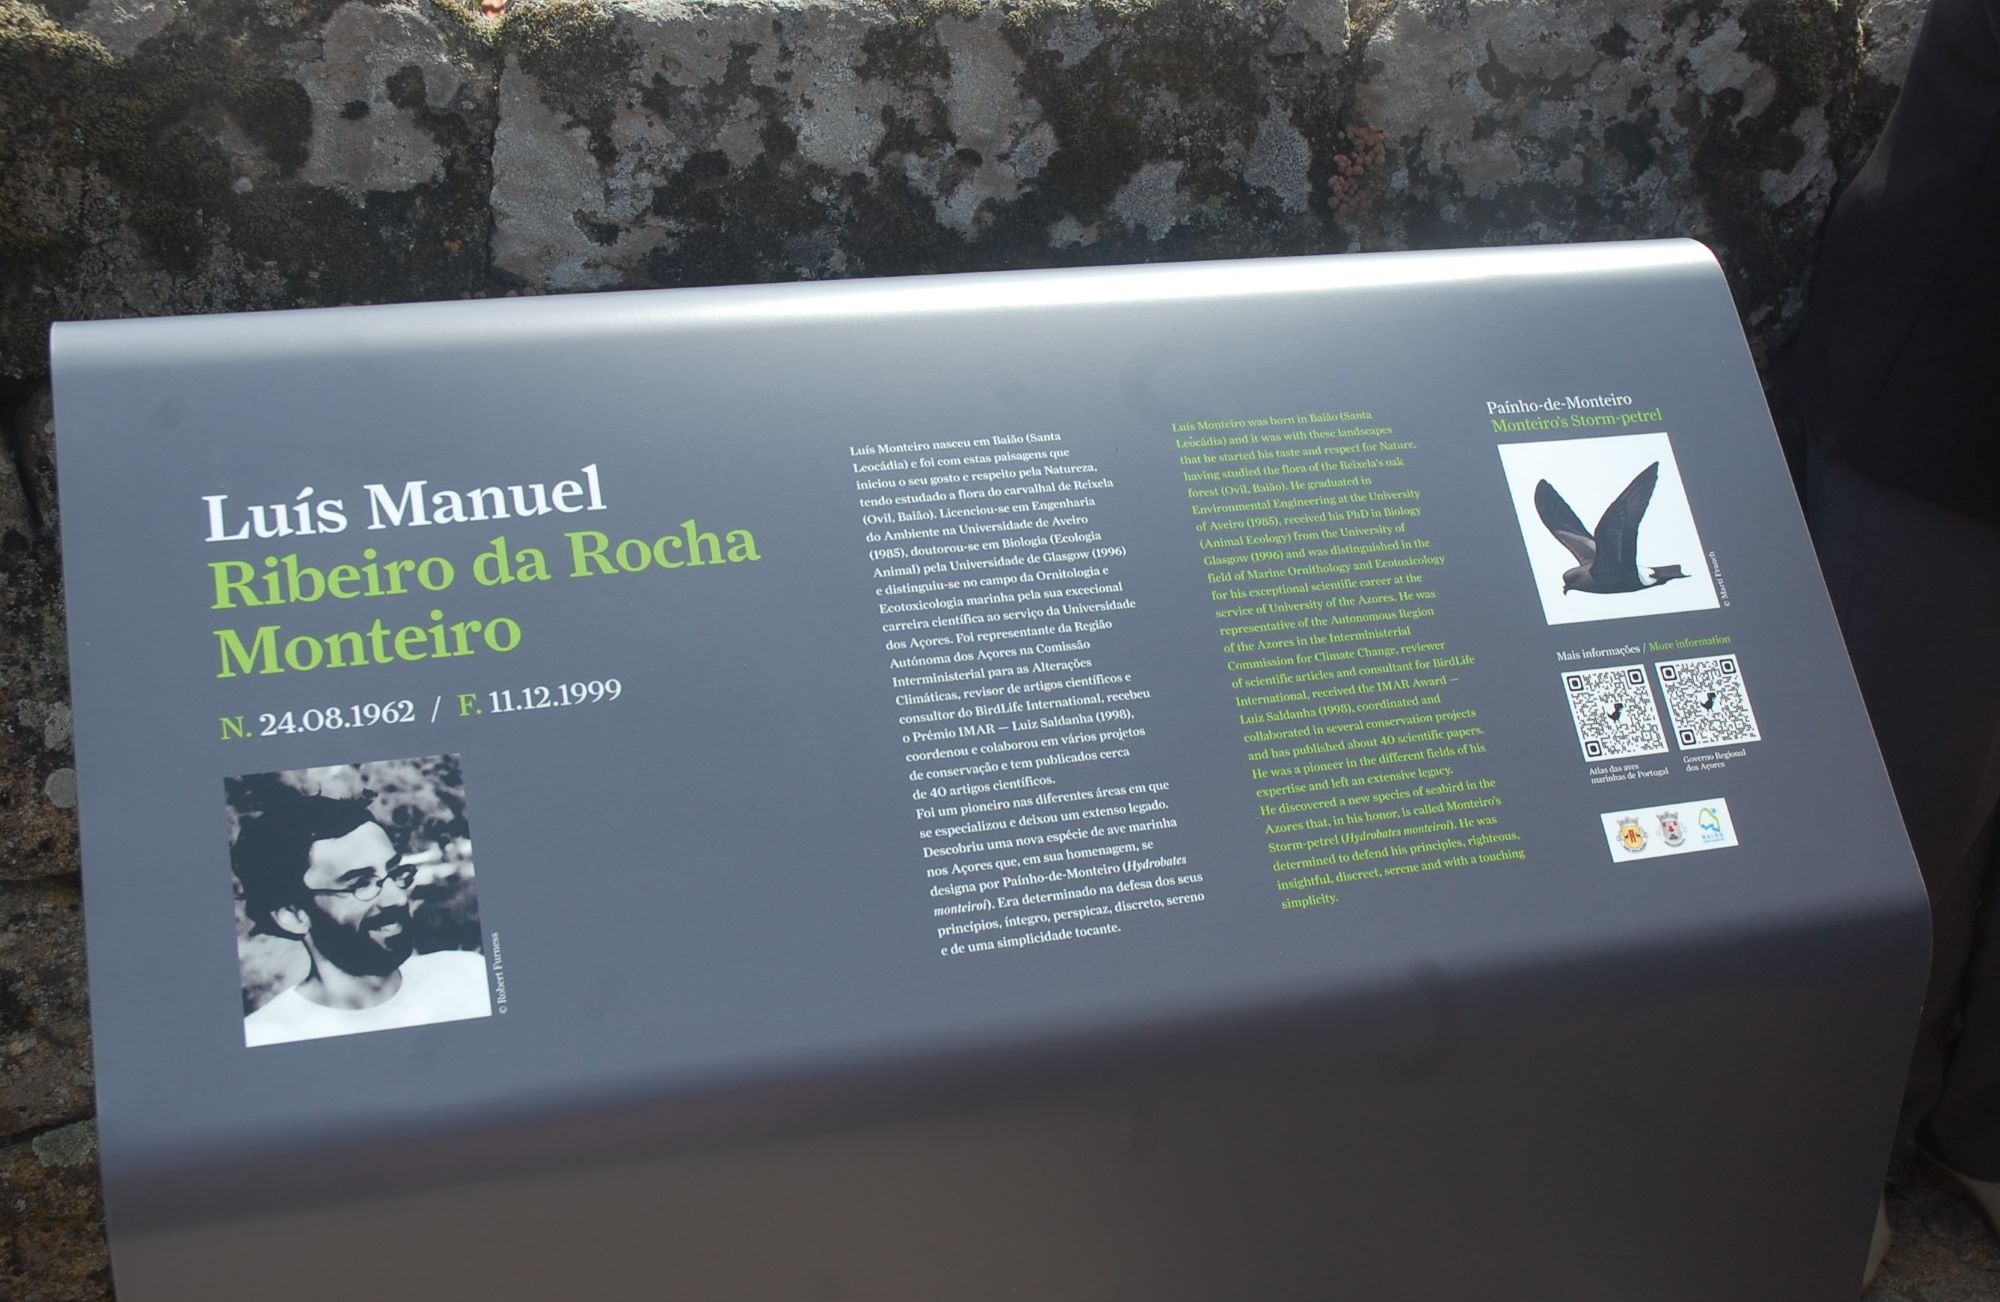 Luís Manuel
Ribeiro da Rocha
Monteiro
N. 24.08.1962 / F. 11.12.1999
© Robert Furness
Luís Monteiro nasceu em Baião (Santa
Leocádia) e foi com estas paisagens que
iniciou o seu gosto e respeito pela Natureza,
tendo estudado a flora do carvalhal de Reixela
(Ovil, Baião). Licenciou-se em Engenharia
do Ambiente na Universidade de Aveiro
(1985), doutorou-se em Biologia (Ecologia
Animal) pela Universidade de Glasgow (1996)
e distinguiu-se no campo da Ornitologia e
Ecotoxicologia marinha pela sua excecional
carreira científica ao serviço da Universidade
dos Açores. Foi representante da Região
Autónoma dos Açores na Comissão
Interministerial para as Alterações
Climáticas, revisor de artigos científicos e
consultor do BirdLife International, recebeu
o Prémio IMAR — Luiz Saldanha (1998),
coordenou e colaborou em vários projetos
de conservação e tem publicados cerca
de 40 artigos científicos.
Foi um pioneiro nas diferentes áreas em que
se especializou e deixou um extenso legado.
Descobriu uma nova espécie de ave marinha
nos Açores que, em sua homenagem, se
designa por Paínho-de-Monteiro (Hydrobates
monteiroi). Era determinado na defesa dos seus
princípios, íntegro, perspicaz, discreto, sereno
e de uma simplicidade tocante.
Luís Monteiro was born in Baião (Santa
Leocádia) and it was with these landscapes
that he started his taste and respect for Nature,
having studied the flora of the Reixela's oak
forest (Ovil, Baião). He graduated in
Environmental Engineering at the University
of Aveiro (1985), received his PhD in Biology
(Animal Ecology) from the University of
Glasgow (1996) and was distinguished in the
field of Marine Ornithology and Ecotoxicology
for his exceptional scientific career at the
service of University of the Azores. He was
representative of the Autonomous Region
of the Azores in the Interministerial
Commission for Climate Change, reviewer
of scientific articles and consultant for BirdLife
International, received the IMAR Award —
Luiz Saldanha (1998), coordinated and
collaborated in several conservation projects
and has published about 40 scientific papers.
He was a pioneer in the different fields of his
expertise and left an extensive legacy.
He discovered a new species of seabird in the
Azores that, in his honor, is called Monteiro's
Storm-petrel (Hydrobates monteiroi). He was
determined to defend his principles, righteous,
insightful, discreet, serene and with a touching
simplicity.
Paínho-de-Monteiro
Monteiro's Storm-petrel
© Martí Franch
Mais informações / More information
Atlas das aves
marinhas de Portugal
Governo Regional
dos Açores
BAIÃO